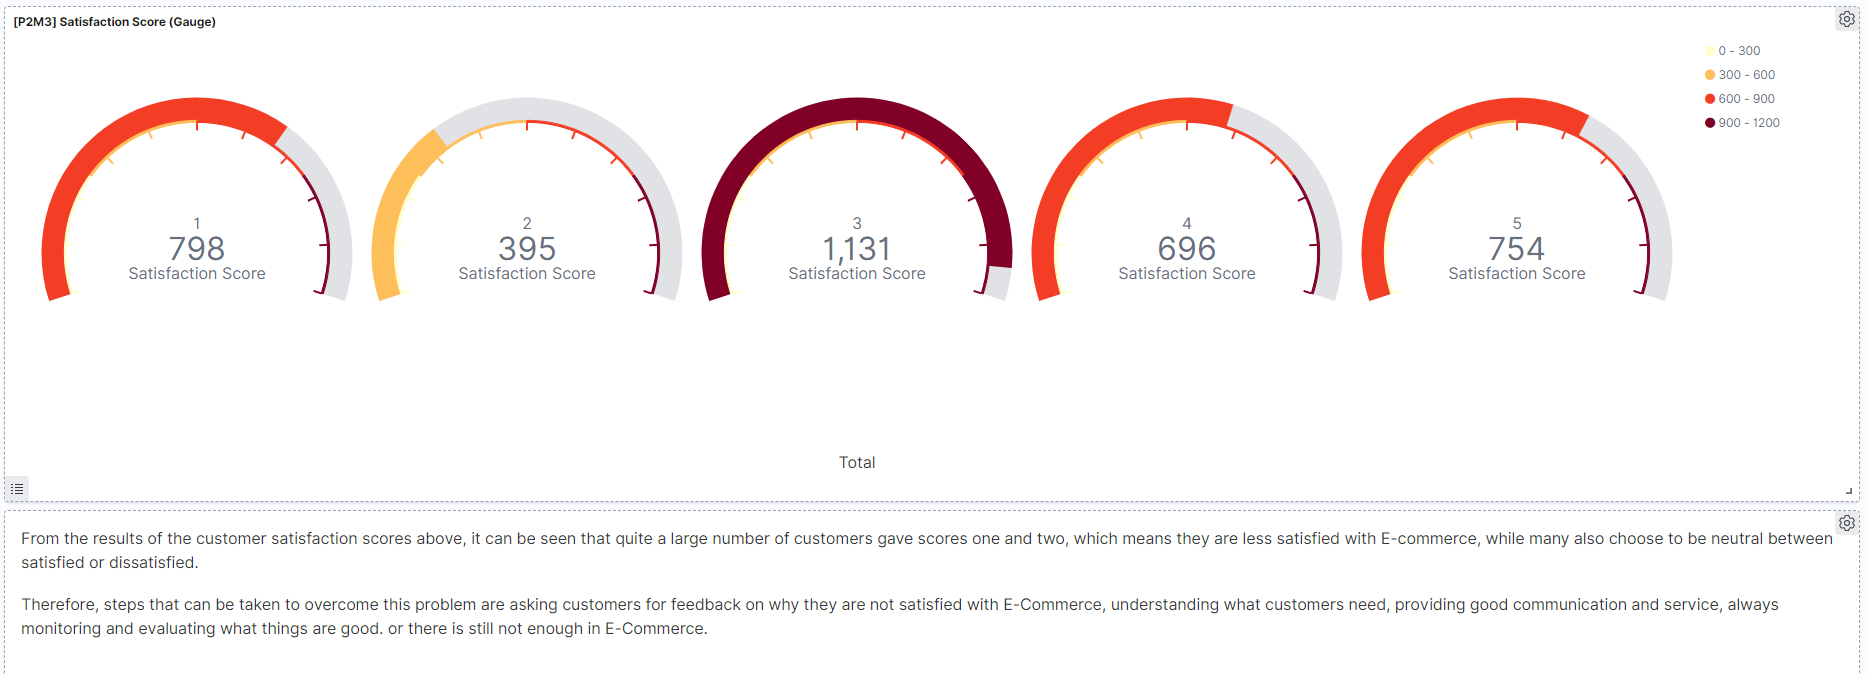 [P2M3] Satisfaction Score (Gauge)
0 - 300
300 - 600
600 - 900
900 - 1200
1
798
Satisfaction Score
2
395
Satisfaction Score
3
1,131
Satisfaction Score
4
696
Satisfaction Score
5
754
Satisfaction Score
Total
From the results of the customer satisfaction scores above, it can be seen that quite a large number of customers gave scores one and two, which means they are less satisfied with E-commerce, while many also choose to be neutral between
satisfied or dissatisfied.
Therefore, steps that can be taken to overcome this problem are asking customers for feedback on why they are not satisfied with E-Commerce, understanding what customers need, providing good communication and service, always
monitoring and evaluating what things are good. or there is still not enough in E-Commerce.